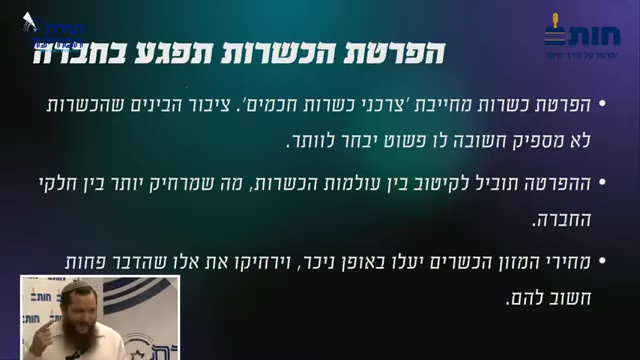 הפרטת הכשרות תפגע בחברה
חותם
יהדות על סדר היום
• הפרטת כשרות מחייבת 'צרכני כשרות חכמים'. ציבור הבינים שהכשרות
לא מספיק חשובה לו פשוט יבחר לוותר.
• ההפרטה תוביל לקיטוב בין עולמות הכשרות, מה שמרחיק יותר בין חלקי
החברה.
• מחירי המזון הכשרים יעלו באופן ניכר, וירחיקו את אלו שהדבר פחות
חשוב להם.
חותם